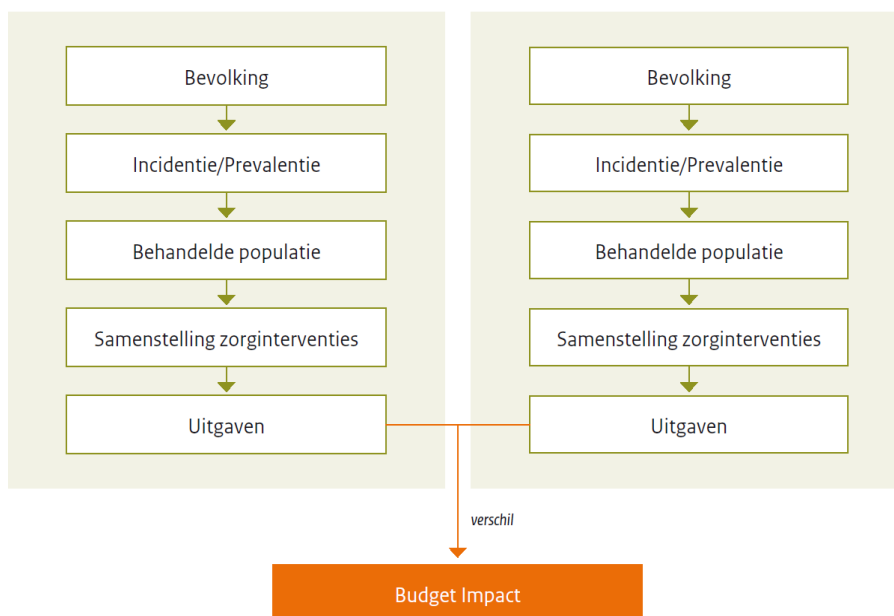 Bevolking
Incidentie/Prevalentie
Behandelde populatie
Samenstelling zorginterventies
Uitgaven
Bevolking
Incidentie/Prevalentie
Behandelde populatie
Samenstelling zorginterventies
Uitgaven
verschil
Budget Impact